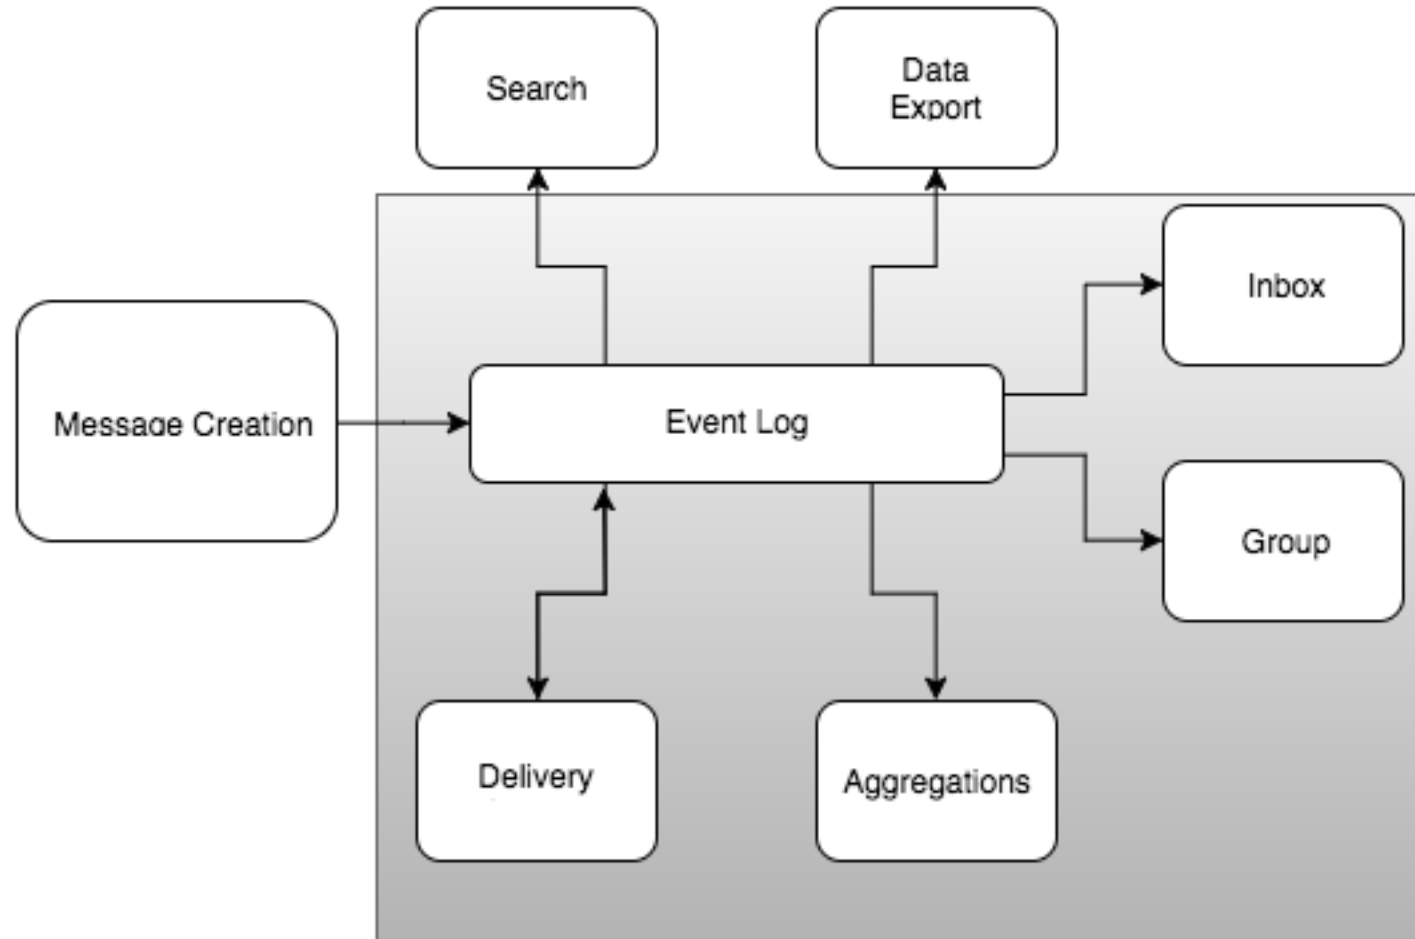 Search
Data
Export
Inbox
Message Creation
Event Log
Group
Delivery
Aggregations